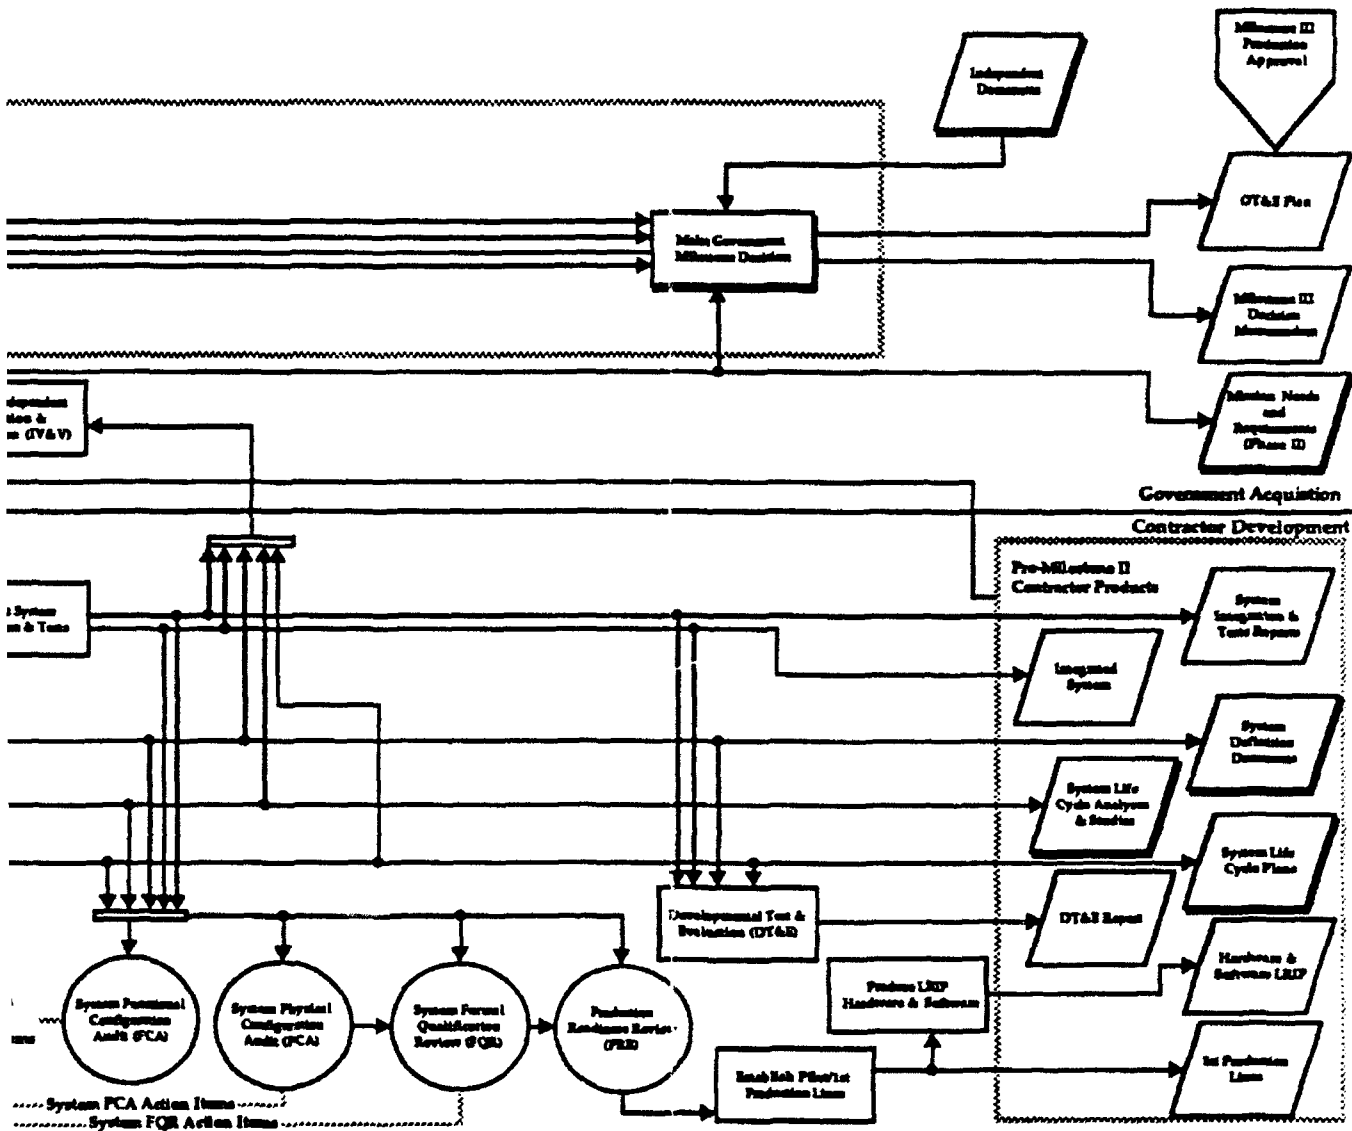 Milestone III
Production
Approval
Independent
Documents
OT&E Plan
Make Government
Milestone Decision
Milestone III
Decision
Memorandum
Mission Needs
and
Requirements
(Phase II)
tion &
(IV&V)
Government Acquistion
Contractor Development
Pre-Milestone II
Contractor Products
System
Integration &
Tests Reports
System
& Tests
Integrated
System
System
Definition
Documents
System Life
Cycle Analyses
& Studies
System Life
Cycle Plans
Developmental Test &
Evaluation (DT&E)
DT&E Report
Hardware &
Software LRIP
Produce LRIP
Hardware & Software
System Functional
Configuration
Audit (FCA)
System Physical
Configuration
Audit (PCA)
System Formal
Qualification
Review (FQR)
Production
Readiness Review
(PRR)
Establish Pilot/1st
Production Lines
1st Production
Lines
System PCA Action Items
System FQR Action Items